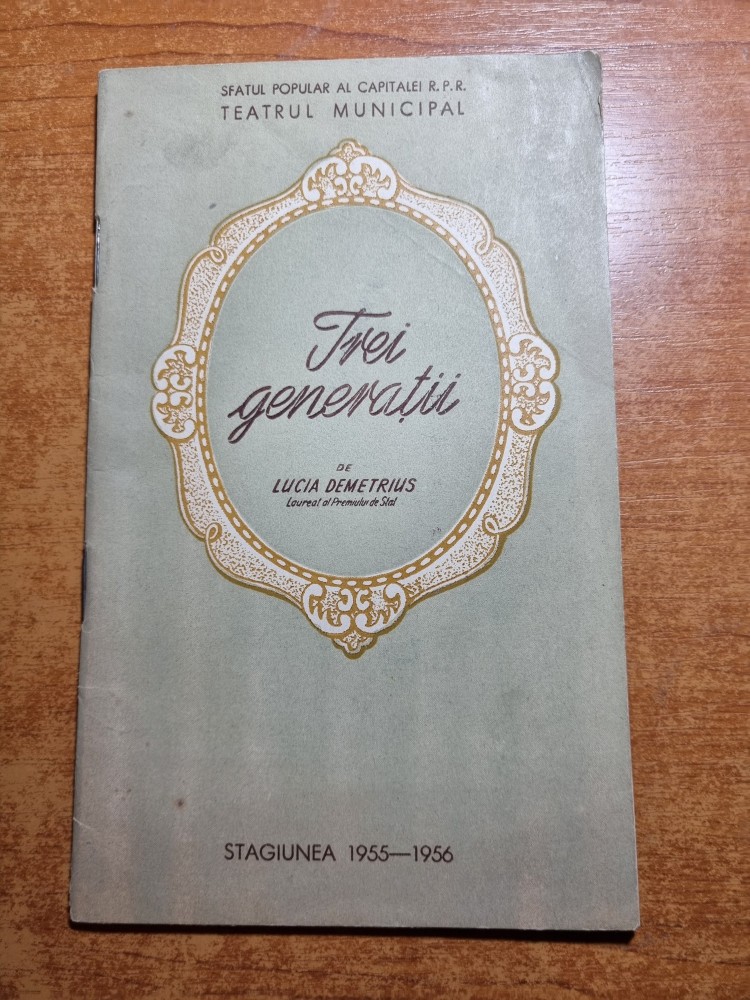 SFATUL POPULAR AL CAPITALEI R.P.R.
TEATRUL MUNICIPAL
Trei
generații
DE
LUCIA DEMETRIUS
Laureat al Premiului de Stat
STAGIUNEA 1955—1956